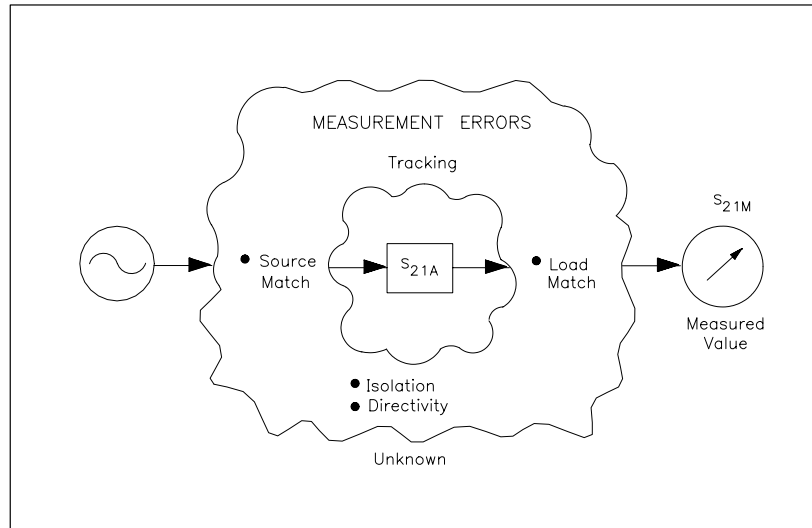 MEASUREMENT ERRORS
Tracking
S21M
Source
Match
S21A
Load
Match
Measured
Value
Isolation
Directivity
Unknown